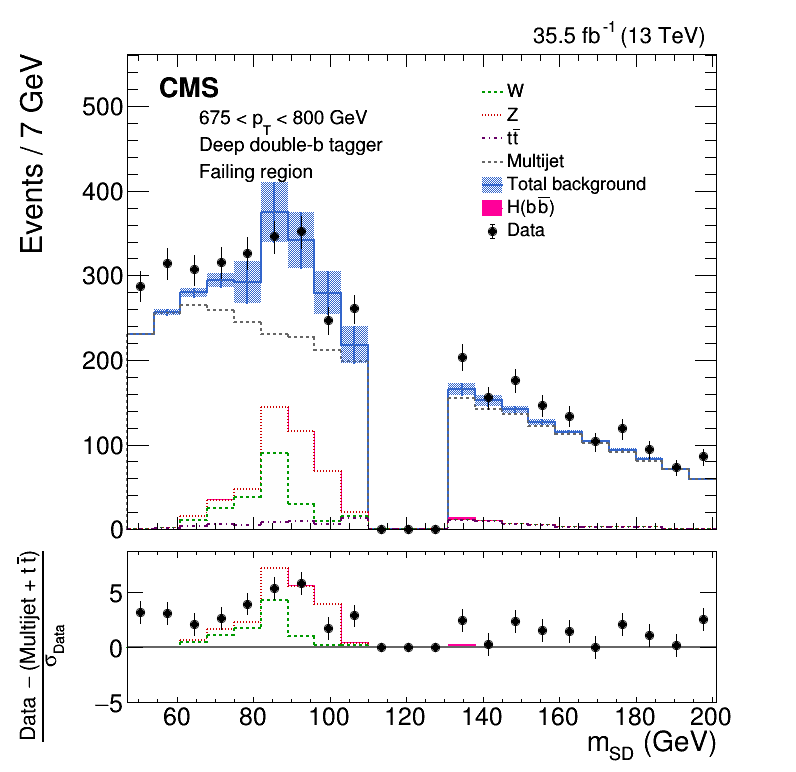 35.5 fb⁻¹ (13 TeV)
CMS
675 < p_T < 800 GeV
Deep double-b tagger
Failing region
W
Z
tt̄
Multijet
Total background
H(bb̄)
Data
Events / 7 GeV
500
400
300
200
100
0
Data − (Multijet + tt̄)
σ_Data
5
0
−5
60 80 100 120 140 160 180 200
m_SD (GeV)